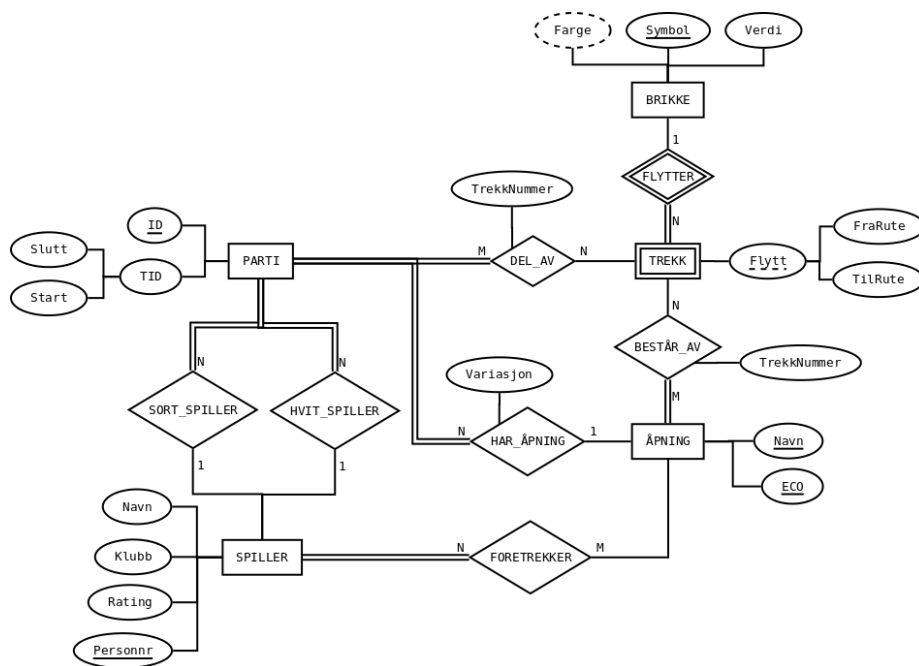 Farge Symbol Verdi
BRIKKE
1
FLYTTER
TrekkNummer
N
ID
FraRute
Slutt
M N
PARTI DEL_AV TREKK Flytt
TID
TilRute
Start
N
BESTÅR_AV
N N
TrekkNummer
Variasjon
M
SORT_SPILLER HVIT_SPILLER
N 1
HAR_ÅPNING ÅPNING Navn
1 1
ECO
Navn
N M
Klubb SPILLER FORETREKKER
Rating
Personnr